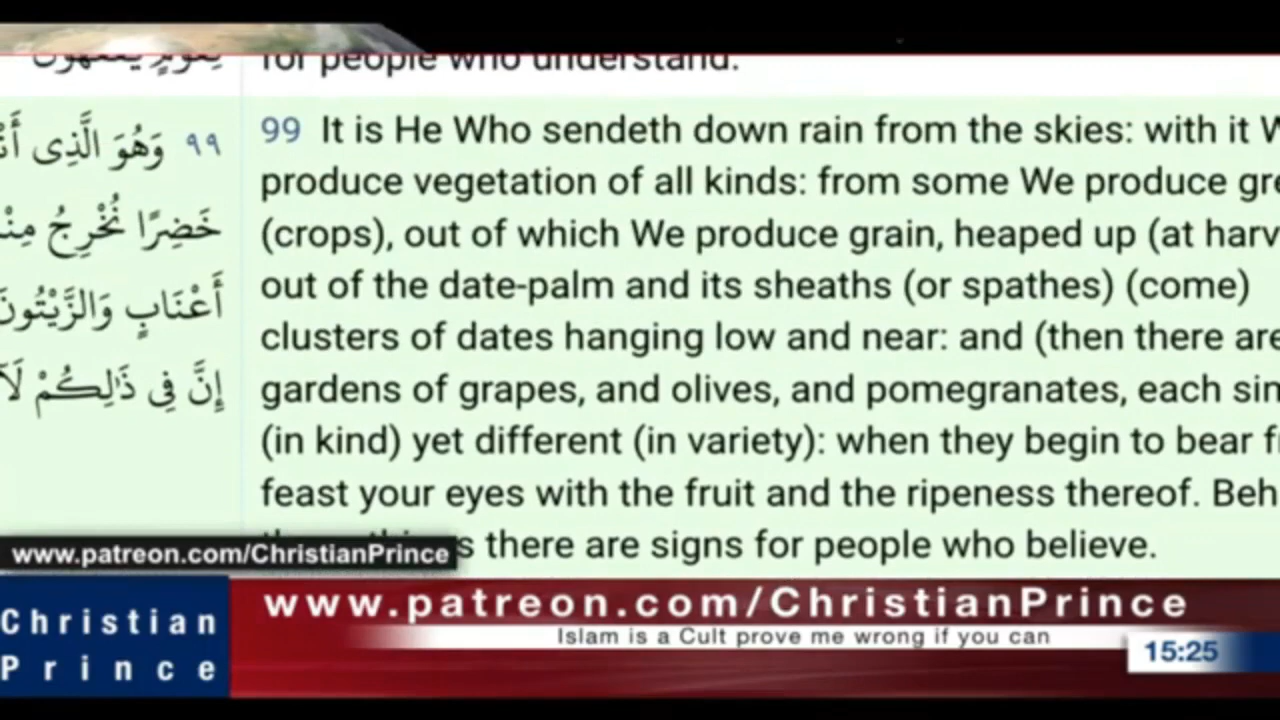 for people who understand.
99 It is He Who sendeth down rain from the skies: with it
produce vegetation of all kinds: from some We produce
(crops), out of which We produce grain, heaped up (at
out of the date-palm and its sheaths (or spathes) (come)
clusters of dates hanging low and near: and (then there are
gardens of grapes, and olives, and pomegranates, each
(in kind) yet different (in variety): when they begin to bear
feast your eyes with the fruit and the ripeness thereof.
there are signs for people who believe.
٩٩ وَهُوَ الَّذِى
خَضِرًا نُّخْرِجُ
أَعْنَابٍ وَالزَّيْتُونَ
إِنَّ فِى ذَٰلِكُمْ
www.patreon.com/ChristianPrince
Christian
Prince
www.patreon.com/ChristianPrince
Islam is a Cult prove me wrong if you can
15:25